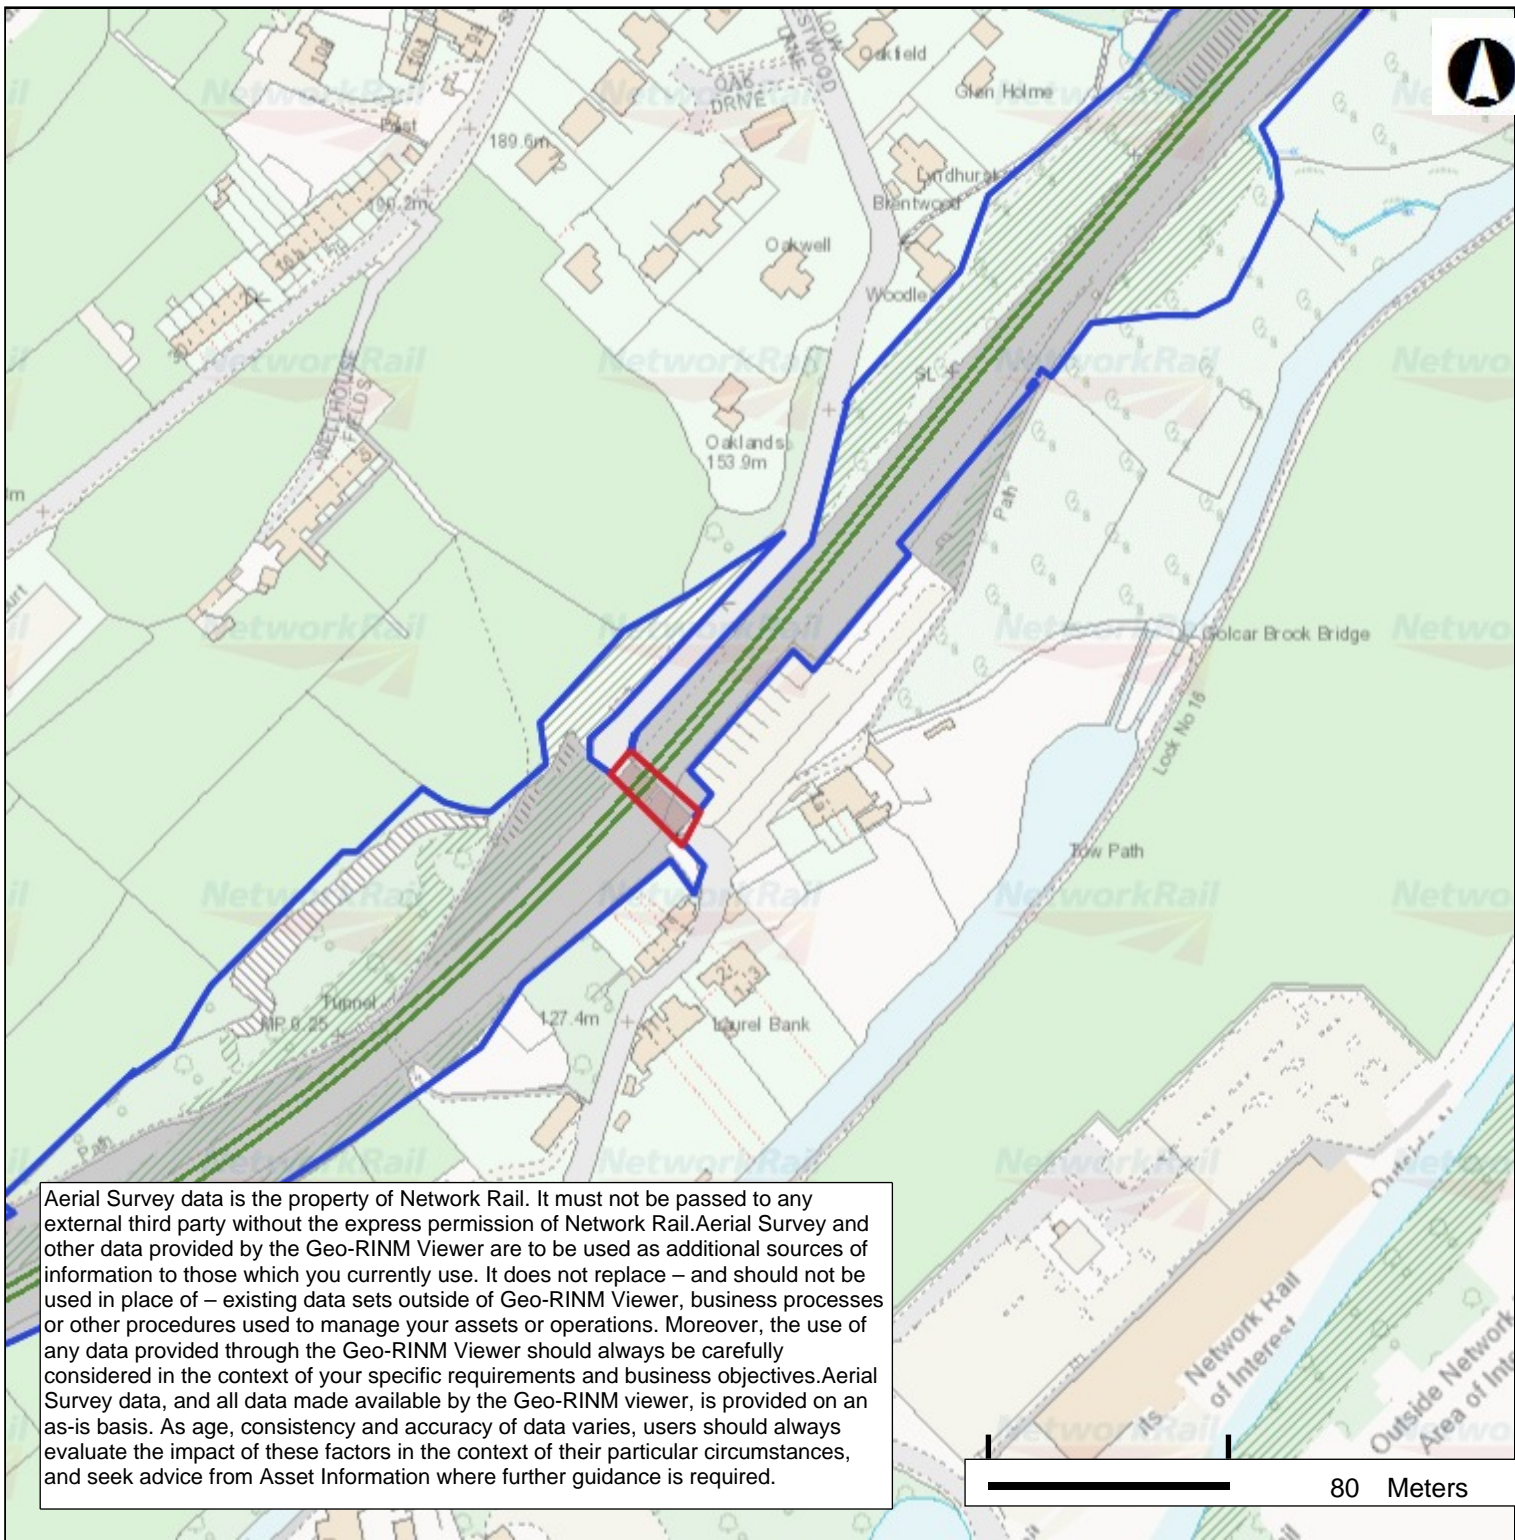 Oakfield
OAK
DRIVE
LANE
Glen Holme
Post
189.6m
72
Lyndhurst
Brentwood
190.2m
Oakwell
Woodle
SL
WELLHOUSE
FIELDS
Oaklands
153.9m
Path
Golcar Brook Bridge
Lock No 16
Tow Path
Tunnel
MP 0.25
127.4m
Laurel Bank
Path
NetworkRail
Network Rail
of Interest
Outside Network
Area of Inte
Aerial Survey data is the property of Network Rail. It must not be passed to any
external third party without the express permission of Network Rail.Aerial Survey and
other data provided by the Geo-RINM Viewer are to be used as additional sources of
information to those which you currently use. It does not replace – and should not be
used in place of – existing data sets outside of Geo-RINM Viewer, business processes
or other procedures used to manage your assets or operations. Moreover, the use of
any data provided through the Geo-RINM Viewer should always be carefully
considered in the context of your specific requirements and business objectives.Aerial
Survey data, and all data made available by the Geo-RINM viewer, is provided on an
as-is basis. As age, consistency and accuracy of data varies, users should always
evaluate the impact of these factors in the context of their particular circumstances,
and seek advice from Asset Information where further guidance is required.
80 Meters